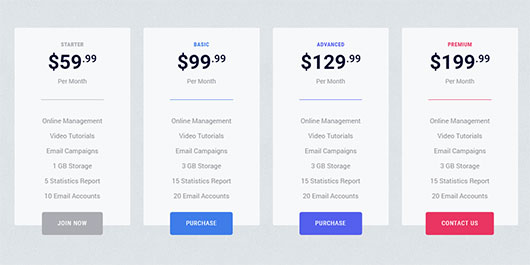 STARTER
$59.99
Per Month
Online Management
Video Tutorials
Email Campaigns
1 GB Storage
5 Statistics Report
10 Email Accounts
JOIN NOW
BASIC
$99.99
Per Month
Online Management
Video Tutorials
Email Campaigns
3 GB Storage
15 Statistics Report
20 Email Accounts
PURCHASE
ADVANCED
$129.99
Per Month
Online Management
Video Tutorials
Email Campaigns
3 GB Storage
15 Statistics Report
20 Email Accounts
PURCHASE
PREMIUM
$199.99
Per Month
Online Management
Video Tutorials
Email Campaigns
3 GB Storage
15 Statistics Report
20 Email Accounts
CONTACT US